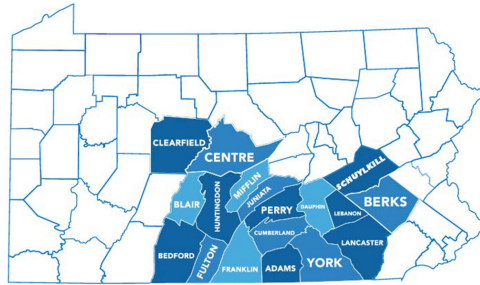 CLEARFIELD
CENTRE
SCHUYLKILL
MIFFLIN
HUNTINGDON
JUNIATA
BLAIR
BERKS
PERRY
DAUPHIN
LEBANON
CUMBERLAND
LANCASTER
BEDFORD
FULTON
FRANKLIN
ADAMS
YORK